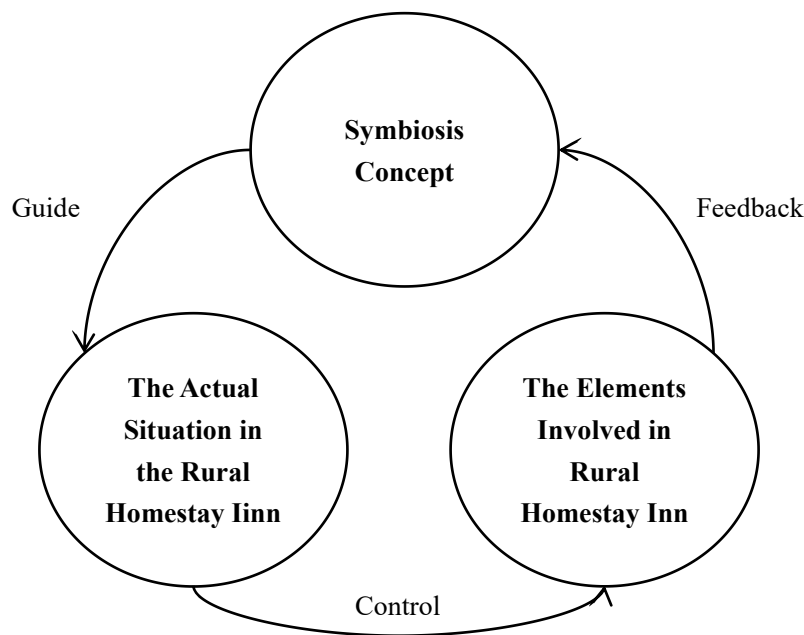 Symbiosis
Concept
Guide
Feedback
The Actual
Situation in
the Rural
Homestay Iinn
The Elements
Involved in
Rural
Homestay Inn
Control